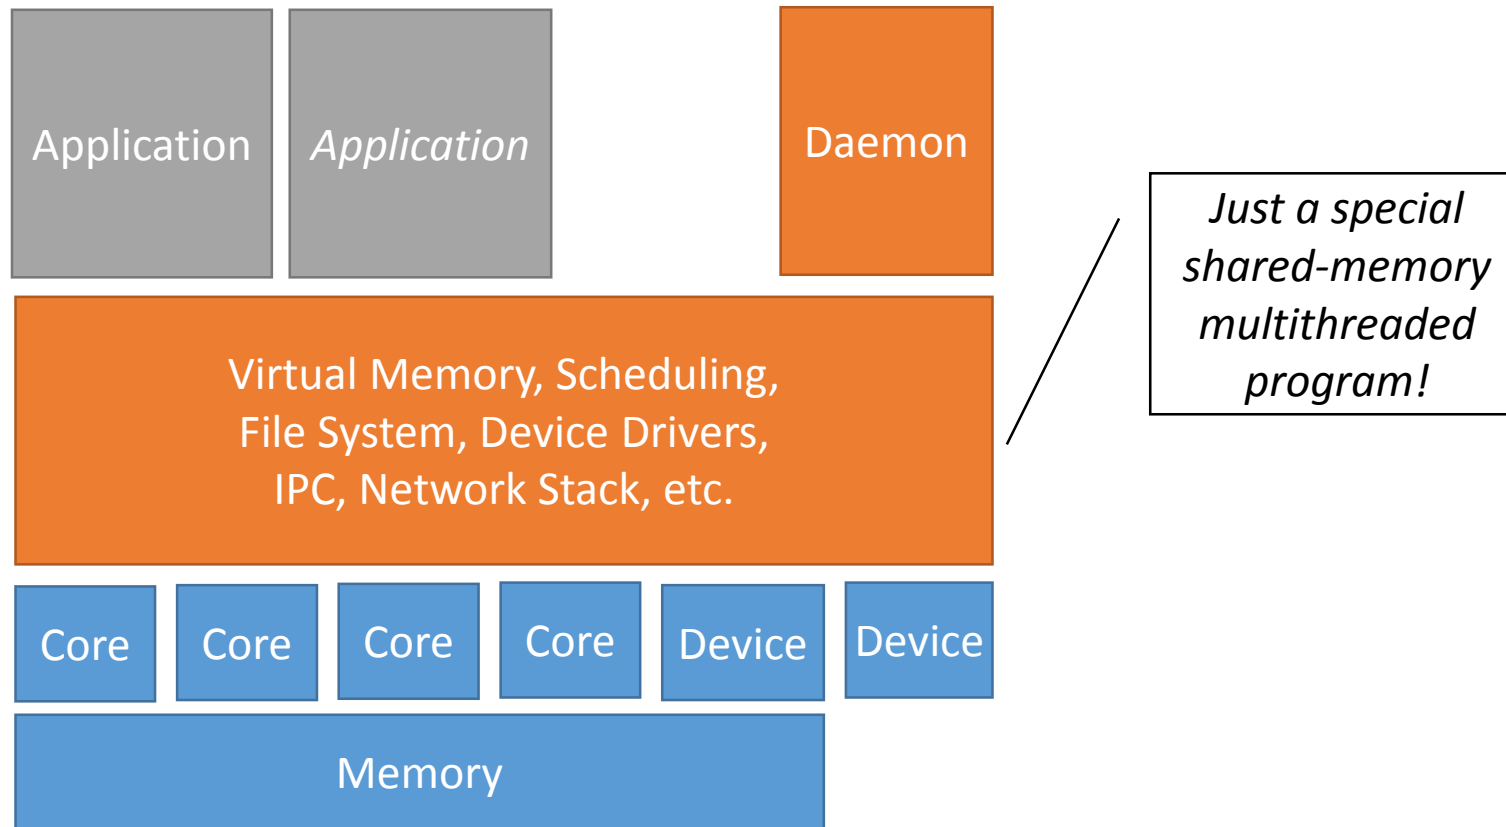 Application
Application
Daemon
Just a special
shared-memory
multithreaded
program!
Virtual Memory, Scheduling,
File System, Device Drivers,
IPC, Network Stack, etc.
Core
Core
Core
Core
Device
Device
Memory